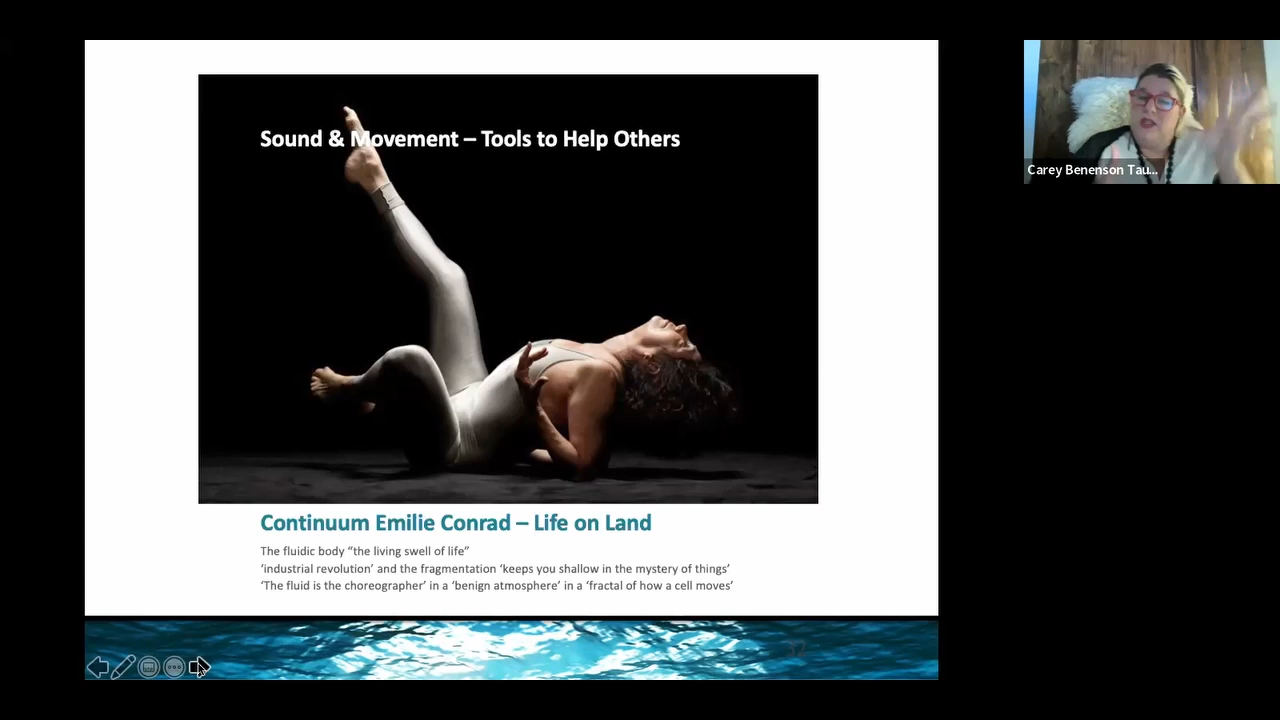 Sound & Movement – Tools to Help Others
Carey Benenson Tau...
Continuum Emilie Conrad – Life on Land
The fluidic body “the living swell of life”
‘industrial revolution’ and the fragmentation ‘keeps you shallow in the mystery of things’
‘The fluid is the choreographer’ in a ‘benign atmosphere’ in a ‘fractal of how a cell moves’